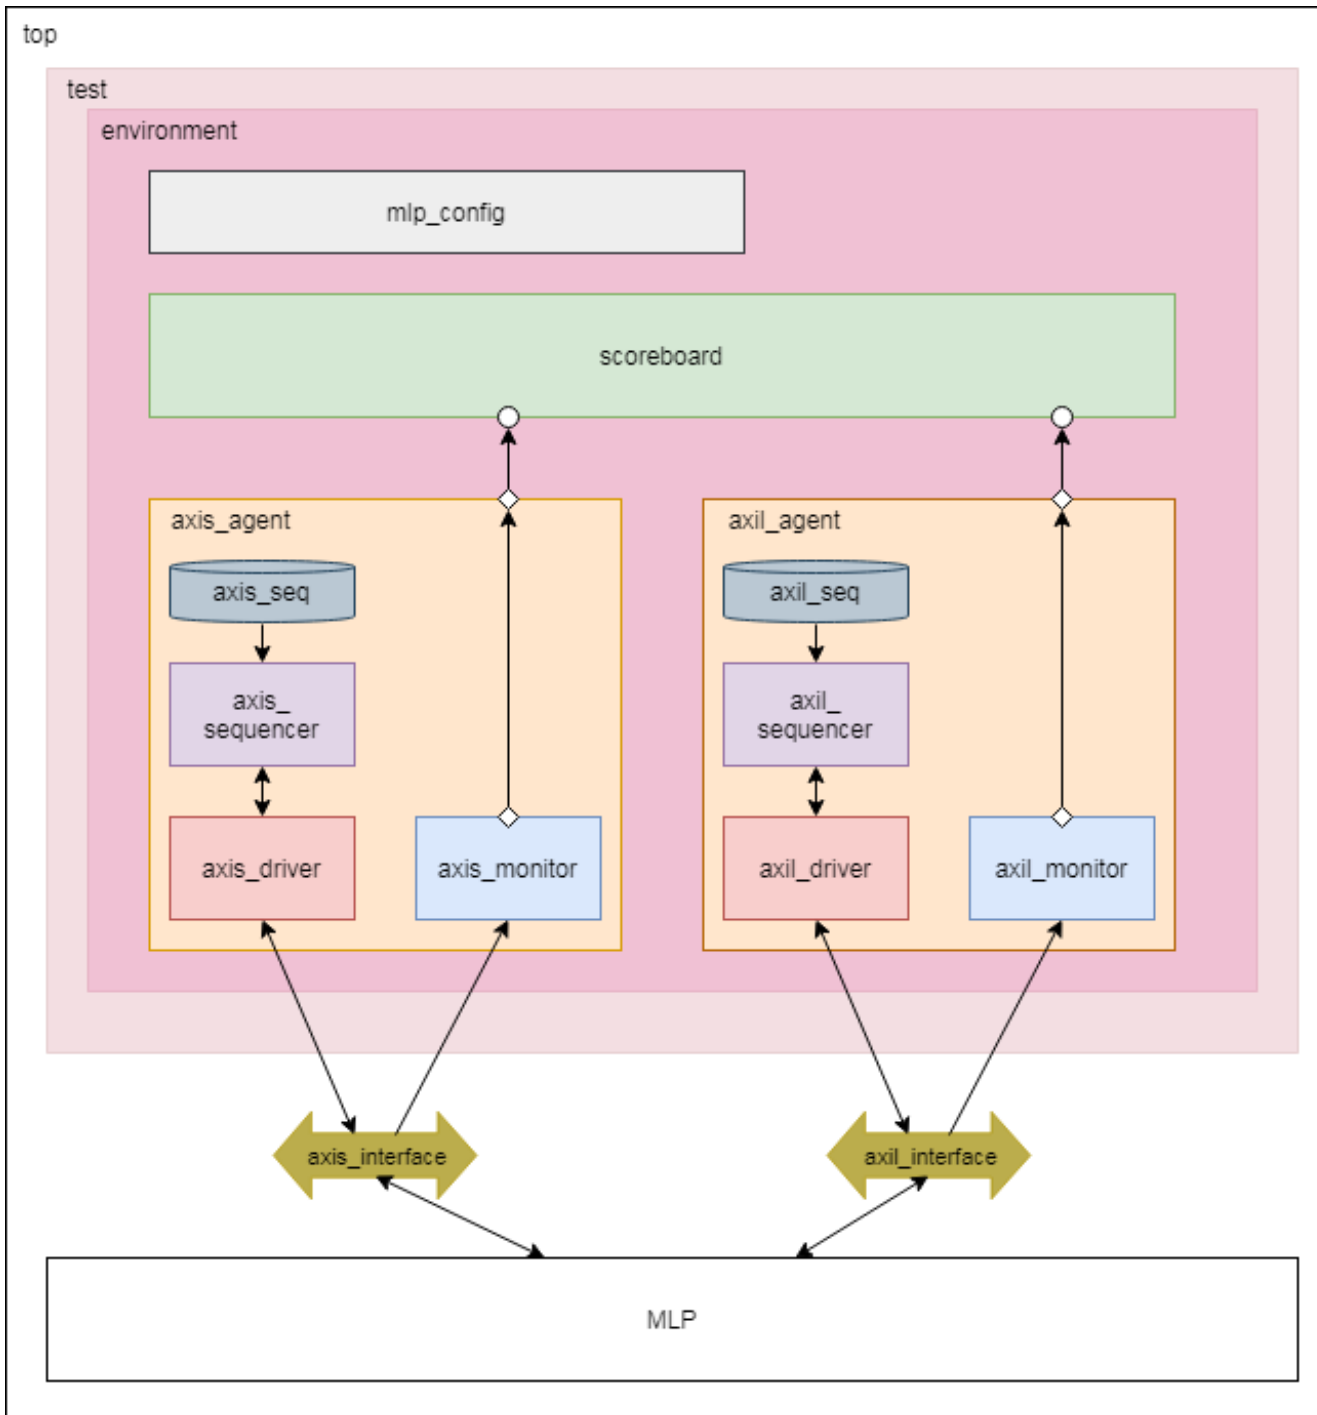 top
test
environment
mlp_config
scoreboard
axis_agent
axil_agent
axis_seq
axil_seq
axis_
sequencer
axil_
sequencer
axis_driver
axis_monitor
axil_driver
axil_monitor
axis_interface
axil_interface
MLP